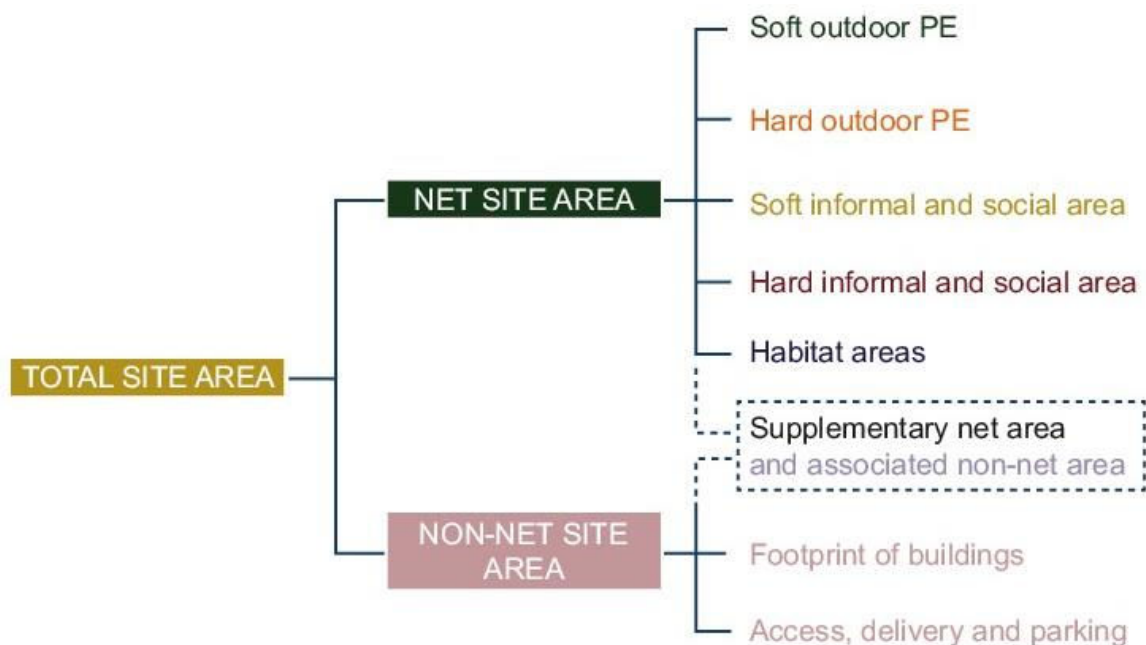 TOTAL SITE AREA
NET SITE AREA
Soft outdoor PE
Hard outdoor PE
Soft informal and social area
Hard informal and social area
Habitat areas
Supplementary net area
and associated non-net area
NON-NET SITE
AREA
Footprint of buildings
Access, delivery and parking